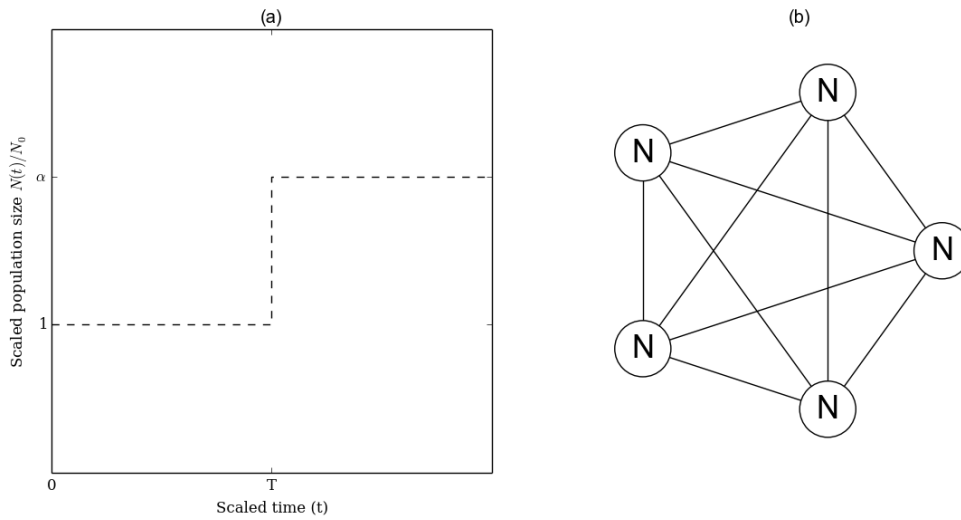 (a)
Scaled population size N(t)/N₀
α
1
0
T
Scaled time (t)
(b)
N
N
N
N
N